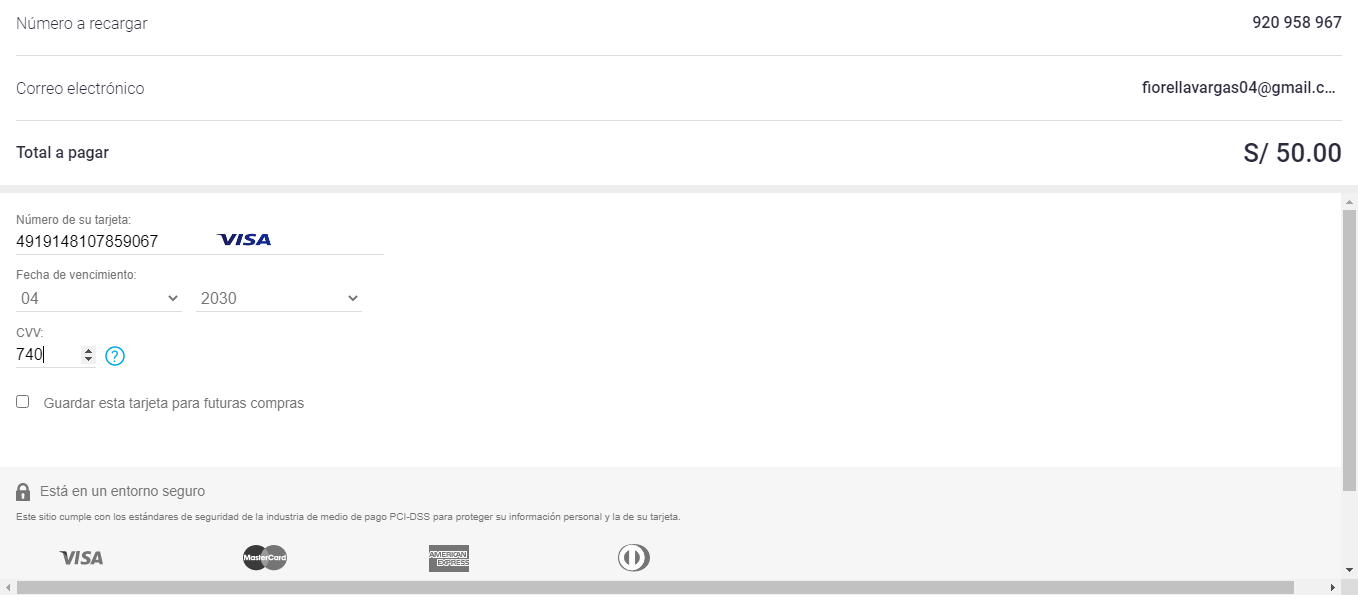 Número a recargar 920 958 967
Correo electrónico fiorellavargas04@gmail.c...
Total a pagar S/ 50.00
Número de su tarjeta:
4919148107859067 VISA
Fecha de vencimiento:
04 2030
CVV:
740 ?
Guardar esta tarjeta para futuras compras
Está en un entorno seguro
Este sitio cumple con los estándares de seguridad de la industria de medio de pago PCI-DSS para proteger su información personal y la de su tarjeta.
VISA MasterCard AMERICAN EXPRESS